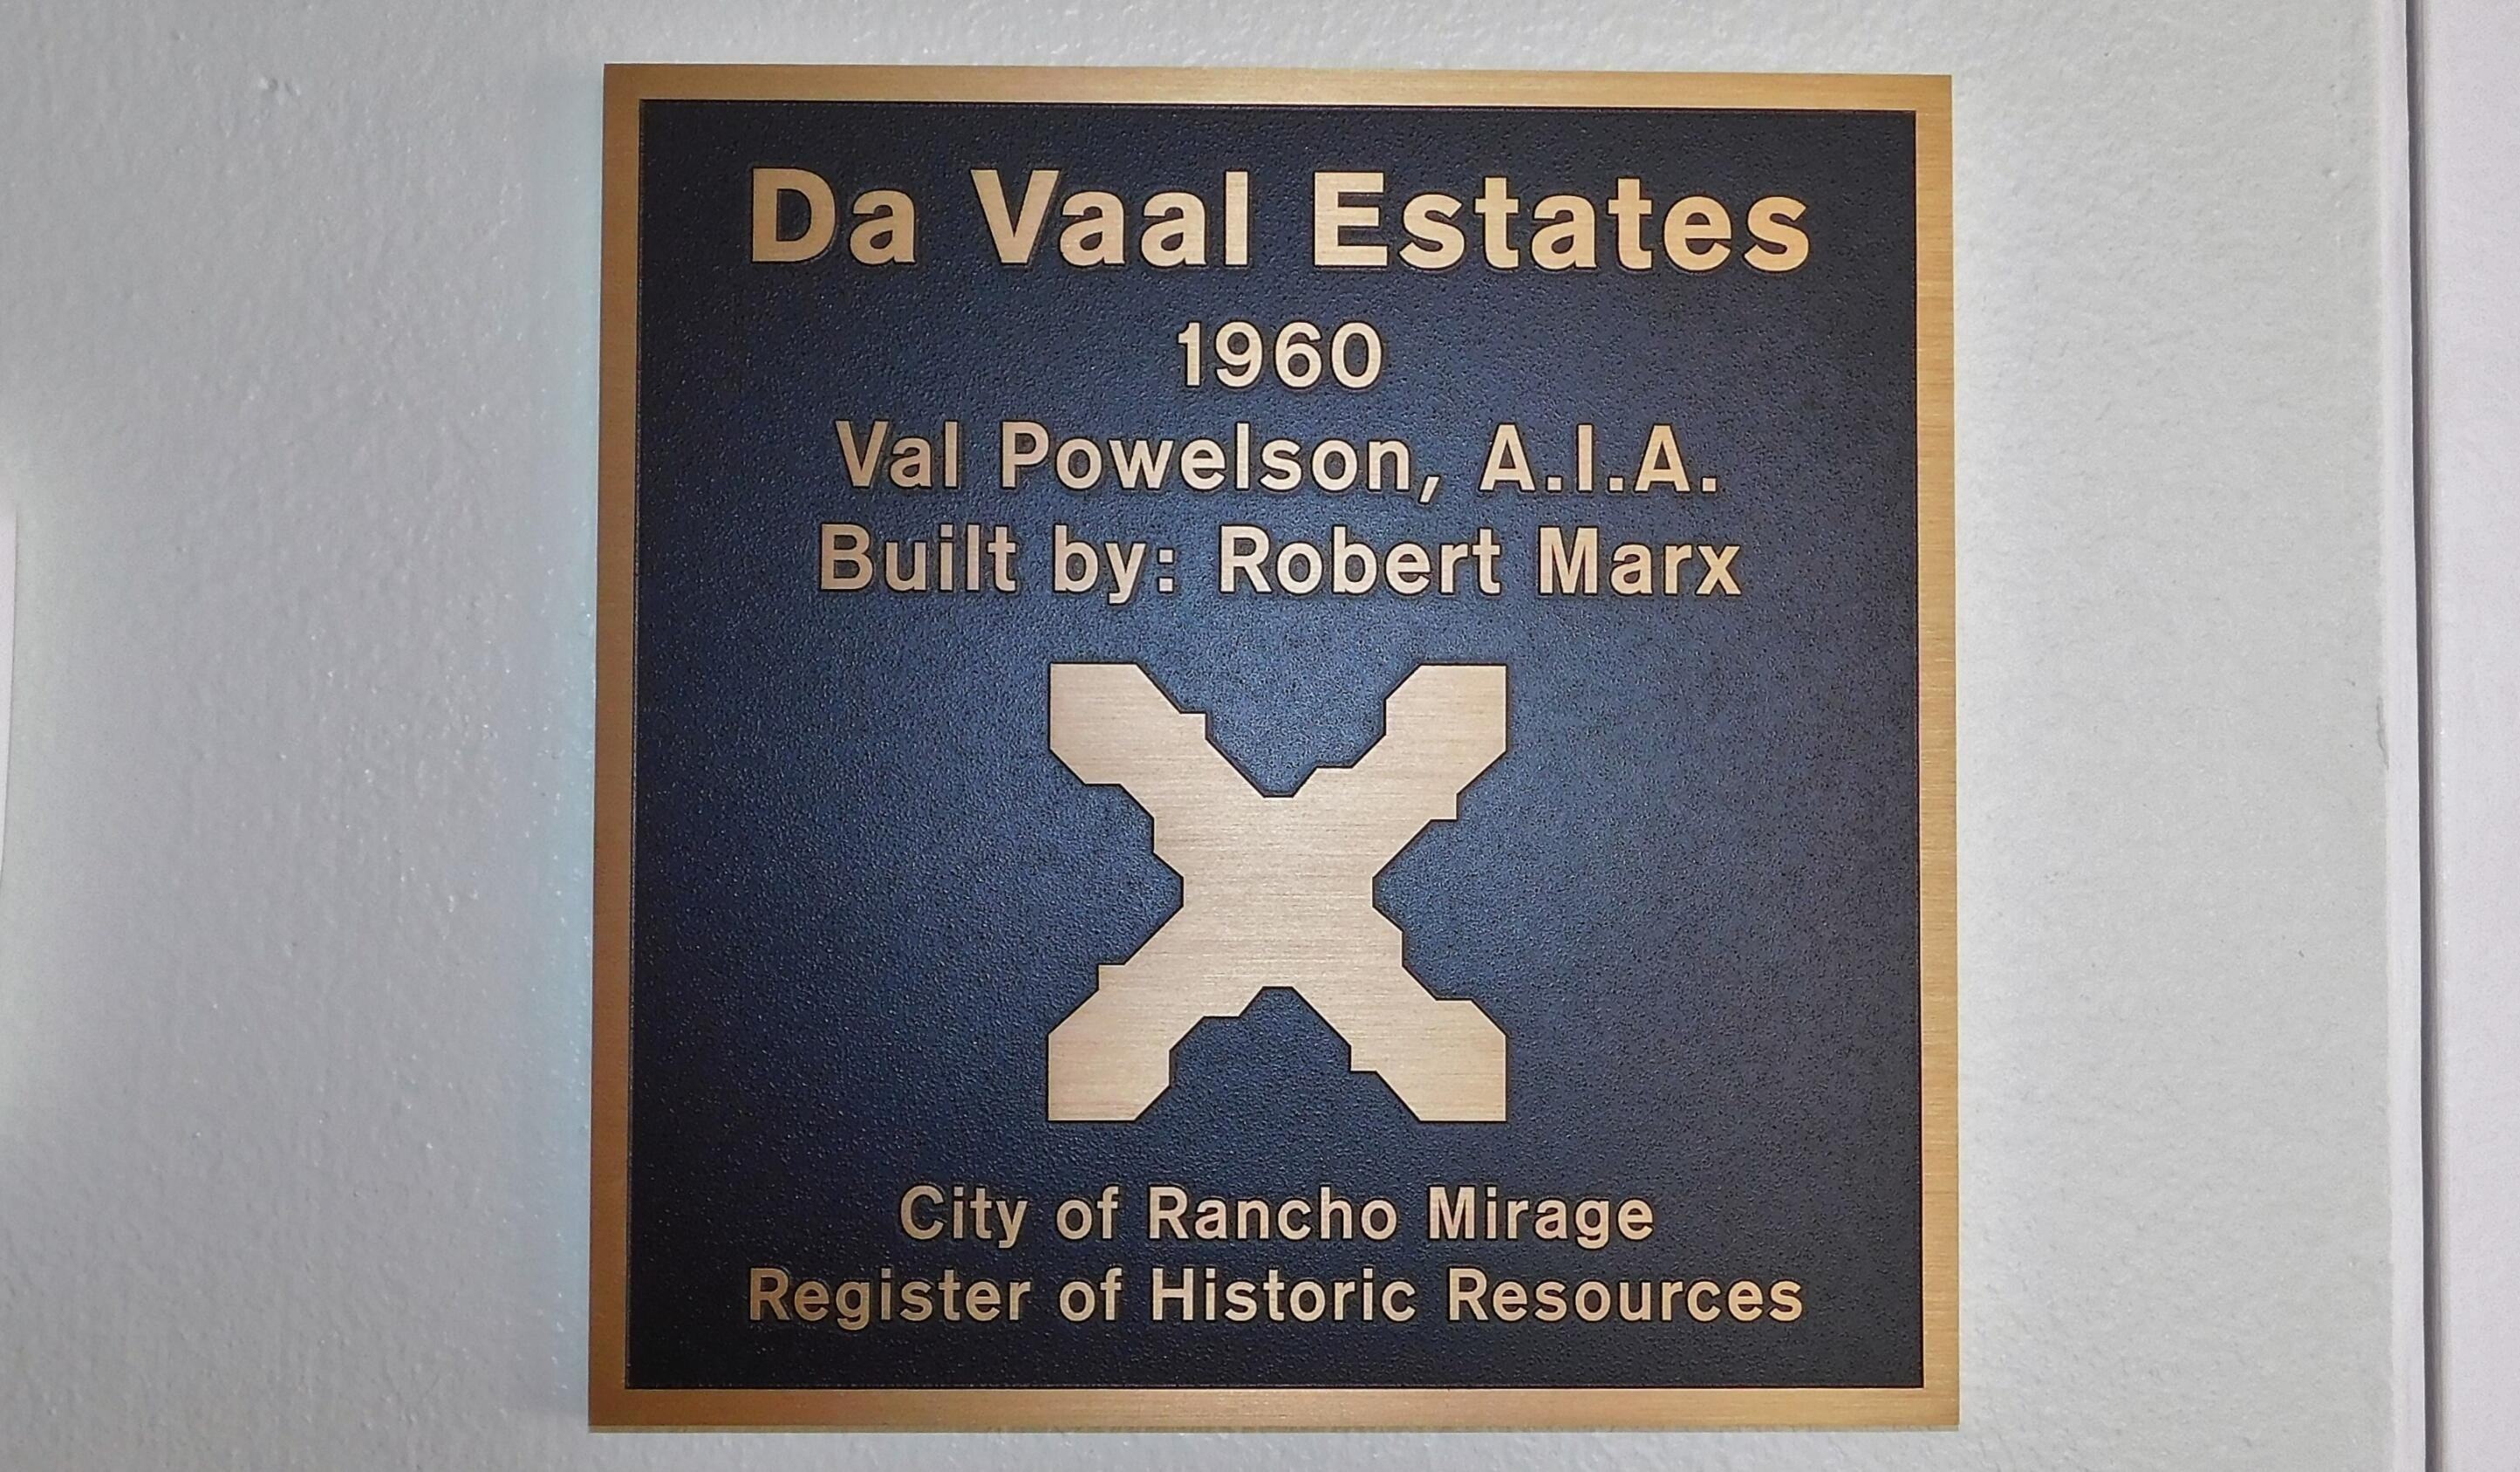 Da Vaal Estates
1960
Val Powelson, A.I.A.
Built by: Robert Marx
City of Rancho Mirage
Register of Historic Resources